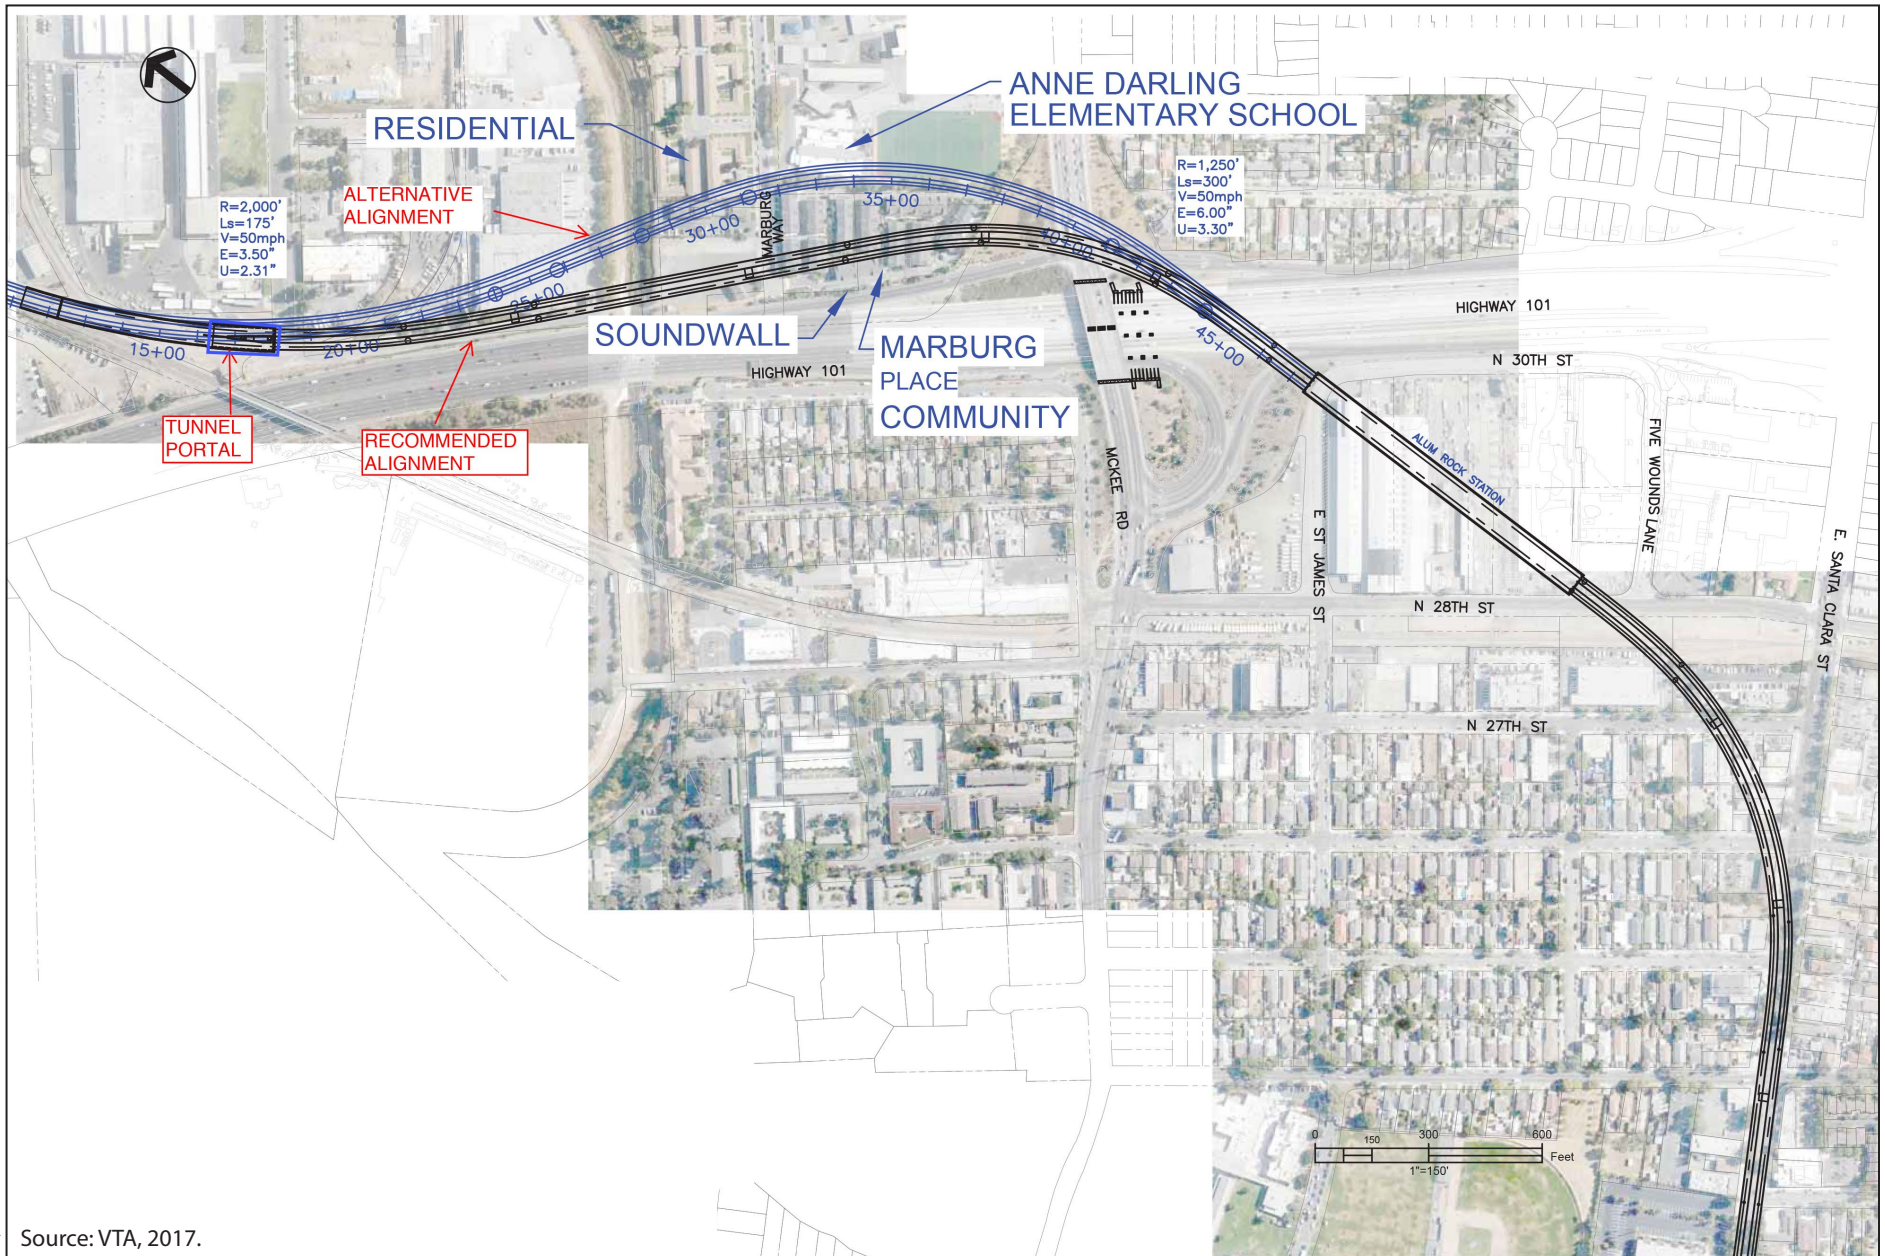 ANNE DARLING
ELEMENTARY SCHOOL
RESIDENTIAL
R=1,250'
Ls=300'
V=50mph
E=6.00"
U=3.30"
ALTERNATIVE
ALIGNMENT
R=2,000'
Ls=175'
V=50mph
E=3.50"
U=2.31"
MARBURG
WAY
35+00
30+00
40+00
25+00
HIGHWAY 101
SOUNDWALL
MARBURG
PLACE
COMMUNITY
45+00
15+00
20+00
N 30TH ST
HIGHWAY 101
TUNNEL
PORTAL
RECOMMENDED
ALIGNMENT
ALUM ROCK STATION
FIVE WOUNDS LANE
MCKEE RD
E ST JAMES ST
E. SANTA CLARA ST
N 28TH ST
N 27TH ST
0 150 300 600
Feet
1"=150'
Source: VTA, 2017.